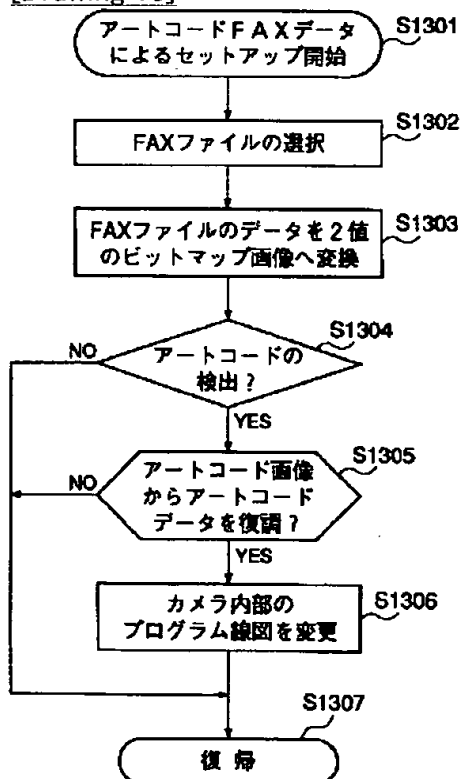 アートコードFAXデータ
によるセットアップ開始
S1301
FAXファイルの選択
S1302
FAXファイルのデータを2値
のビットマップ画像へ変換
S1303
アートコードの
検出?
S1304
NO
YES
アートコード画像
からアートコード
データを復調?
S1305
NO
YES
カメラ内部の
プログラム線図を変更
S1306
復帰
S1307